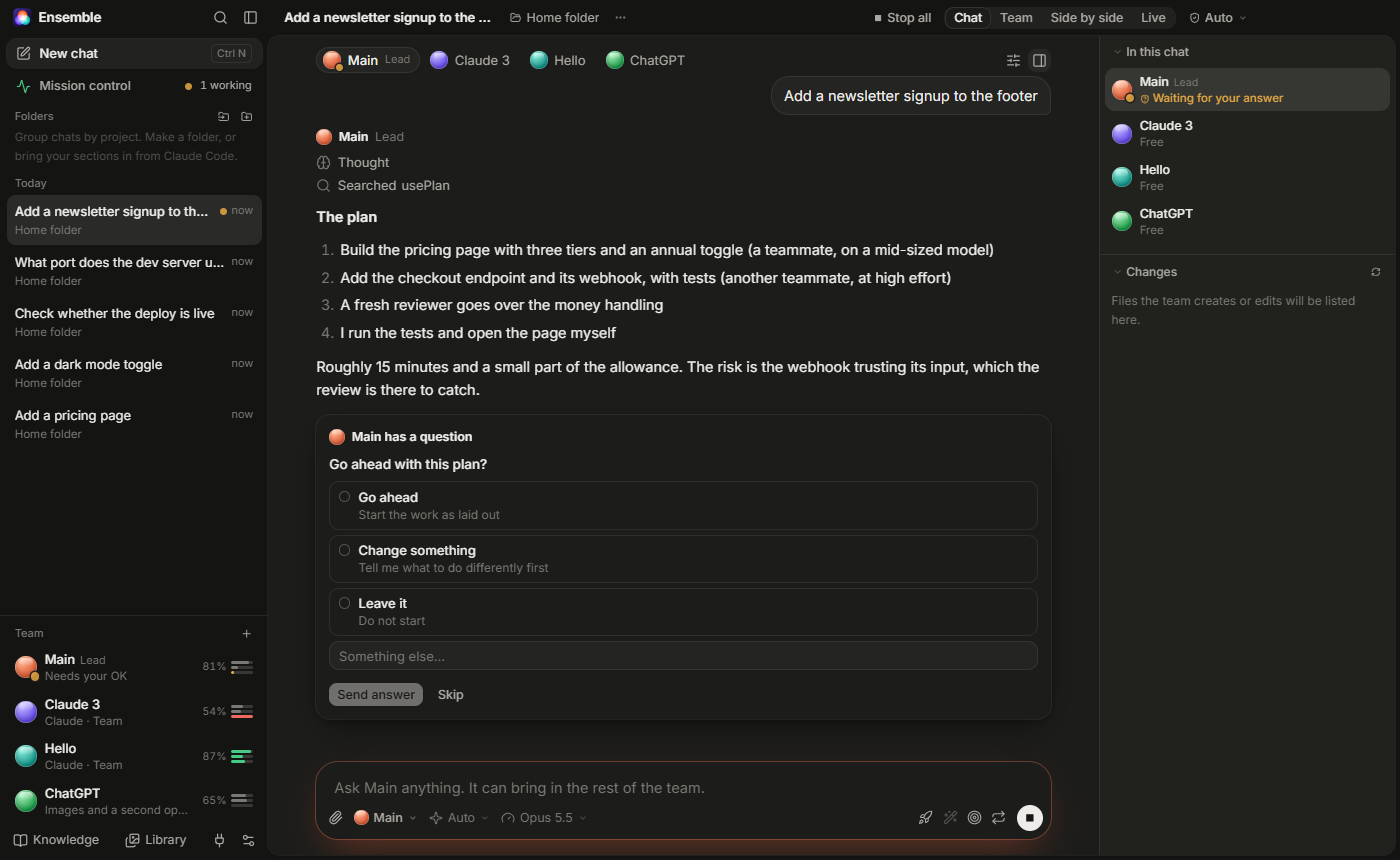 Ensemble
New chat
Ctrl N
Mission control
1 working
Folders
Group chats by project. Make a folder, or
bring your sections in from Claude Code.
Today
Add a newsletter signup to th...
now
Home folder
What port does the dev server u...
now
Home folder
Check whether the deploy is live
now
Home folder
Add a dark mode toggle
now
Home folder
Add a pricing page
now
Home folder
Team
Main Lead
81%
Needs your OK
Claude 3
54%
Claude · Team
Hello
87%
Claude · Team
ChatGPT
65%
Images and a second op...
Knowledge
Library
Add a newsletter signup to the ...
Home folder
Stop all
Chat
Team
Side by side
Live
Auto
Main Lead
Claude 3
Hello
ChatGPT
Add a newsletter signup to the footer
Main Lead
Thought
Searched usePlan
The plan
1. Build the pricing page with three tiers and an annual toggle (a teammate, on a mid-sized model)
2. Add the checkout endpoint and its webhook, with tests (another teammate, at high effort)
3. A fresh reviewer goes over the money handling
4. I run the tests and open the page myself
Roughly 15 minutes and a small part of the allowance. The risk is the webhook trusting its input, which the
review is there to catch.
Main has a question
Go ahead with this plan?
Go ahead
Start the work as laid out
Change something
Tell me what to do differently first
Leave it
Do not start
Something else...
Send answer
Skip
Ask Main anything. It can bring in the rest of the team.
Main
Auto
Opus 5.5
In this chat
Main Lead
Waiting for your answer
Claude 3
Free
Hello
Free
ChatGPT
Free
Changes
Files the team creates or edits will be listed
here.